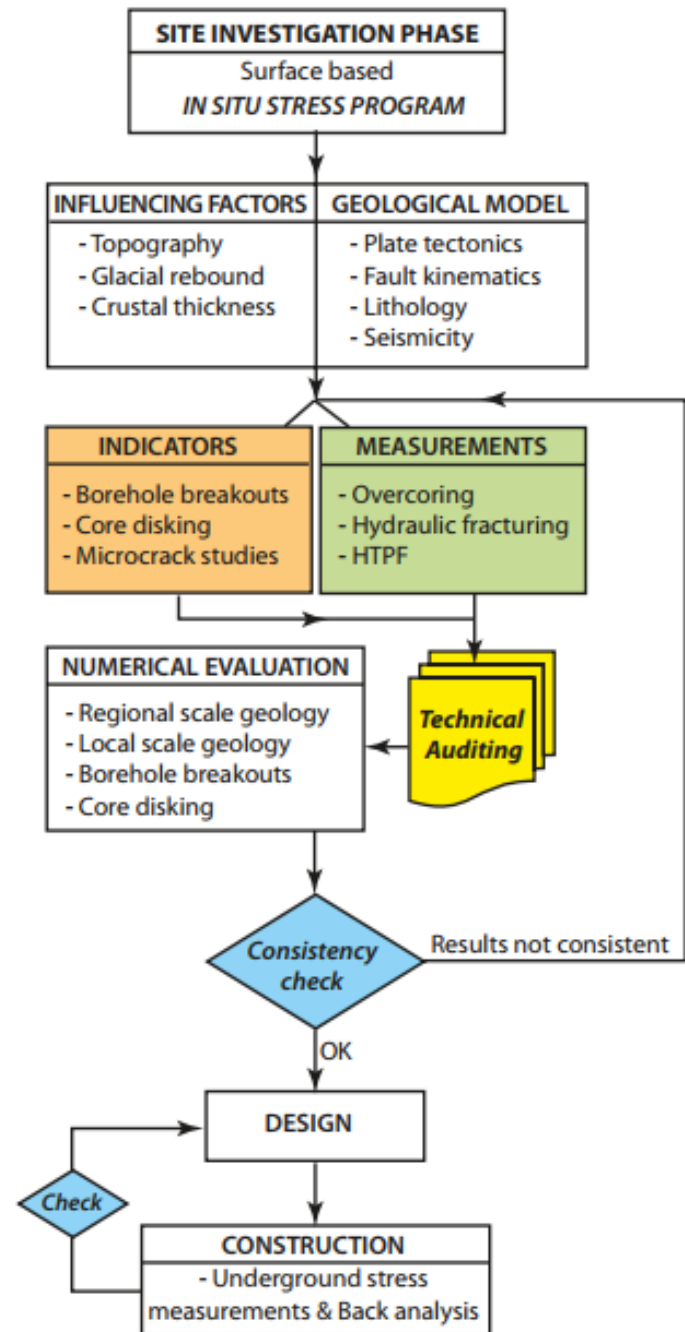 SITE INVESTIGATION PHASE
Surface based
IN SITU STRESS PROGRAM
INFLUENCING FACTORS
- Topography
- Glacial rebound
- Crustal thickness
GEOLOGICAL MODEL
- Plate tectonics
- Fault kinematics
- Lithology
- Seismicity
INDICATORS
- Borehole breakouts
- Core disking
- Microcrack studies
MEASUREMENTS
- Overcoring
- Hydraulic fracturing
- HTPF
Technical
Auditing
NUMERICAL EVALUATION
- Regional scale geology
- Local scale geology
- Borehole breakouts
- Core disking
Consistency
check
Results not consistent
OK
DESIGN
Check
CONSTRUCTION
- Underground stress
measurements & Back analysis